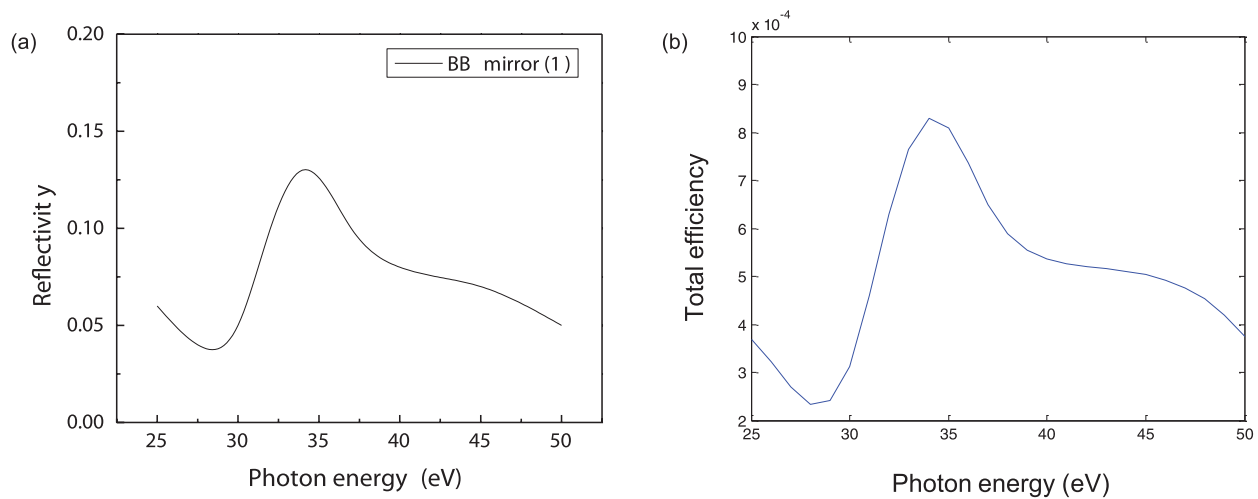 (a)
0.20
0.15
0.10
0.05
0.00
Reflectivit y
BB mirror (1 )
25 30 35 40 45 50
Photon energy (eV)
(b)
x 10⁻⁴
10
9
8
7
6
5
4
3
2
Total efficiency
25 30 35 40 45 50
Photon energy (eV)